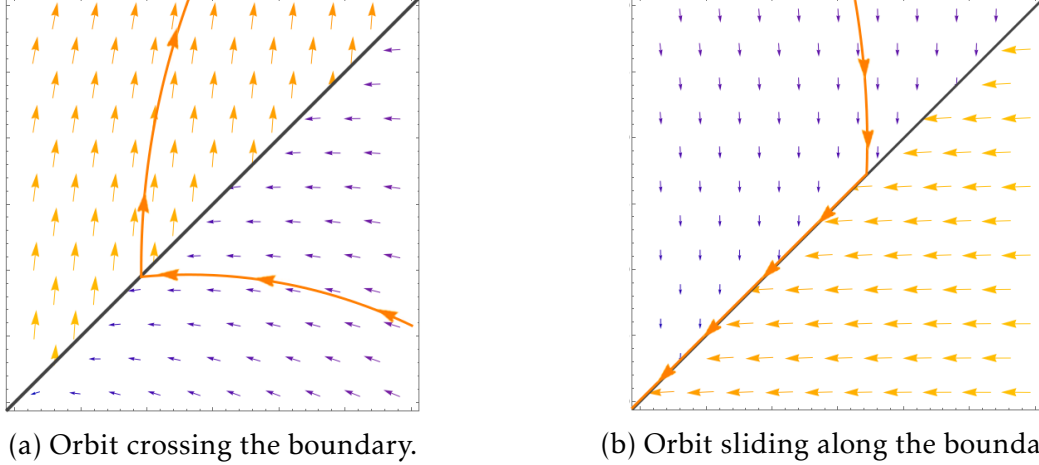 (a) Orbit crossing the boundary.
(b) Orbit sliding along the bounda